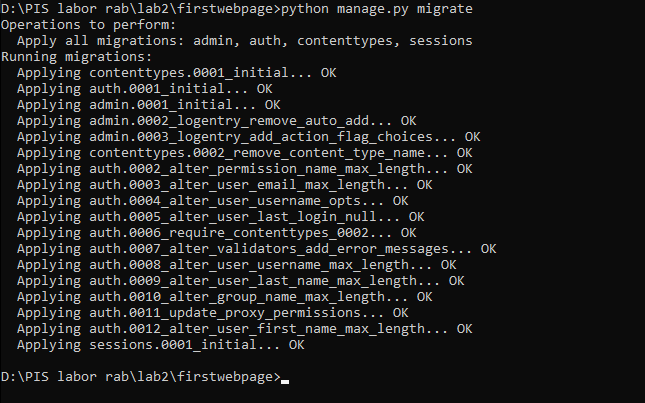 D:\PIS labor rab\lab2\firstwebpage>python manage.py migrate
Operations to perform:
  Apply all migrations: admin, auth, contenttypes, sessions
Running migrations:
  Applying contenttypes.0001_initial... OK
  Applying auth.0001_initial... OK
  Applying admin.0001_initial... OK
  Applying admin.0002_logentry_remove_auto_add... OK
  Applying admin.0003_logentry_add_action_flag_choices... OK
  Applying contenttypes.0002_remove_content_type_name... OK
  Applying auth.0002_alter_permission_name_max_length... OK
  Applying auth.0003_alter_user_email_max_length... OK
  Applying auth.0004_alter_user_username_opts... OK
  Applying auth.0005_alter_user_last_login_null... OK
  Applying auth.0006_require_contenttypes_0002... OK
  Applying auth.0007_alter_validators_add_error_messages... OK
  Applying auth.0008_alter_user_username_max_length... OK
  Applying auth.0009_alter_user_last_name_max_length... OK
  Applying auth.0010_alter_group_name_max_length... OK
  Applying auth.0011_update_proxy_permissions... OK
  Applying auth.0012_alter_user_first_name_max_length... OK
  Applying sessions.0001_initial... OK
D:\PIS labor rab\lab2\firstwebpage>